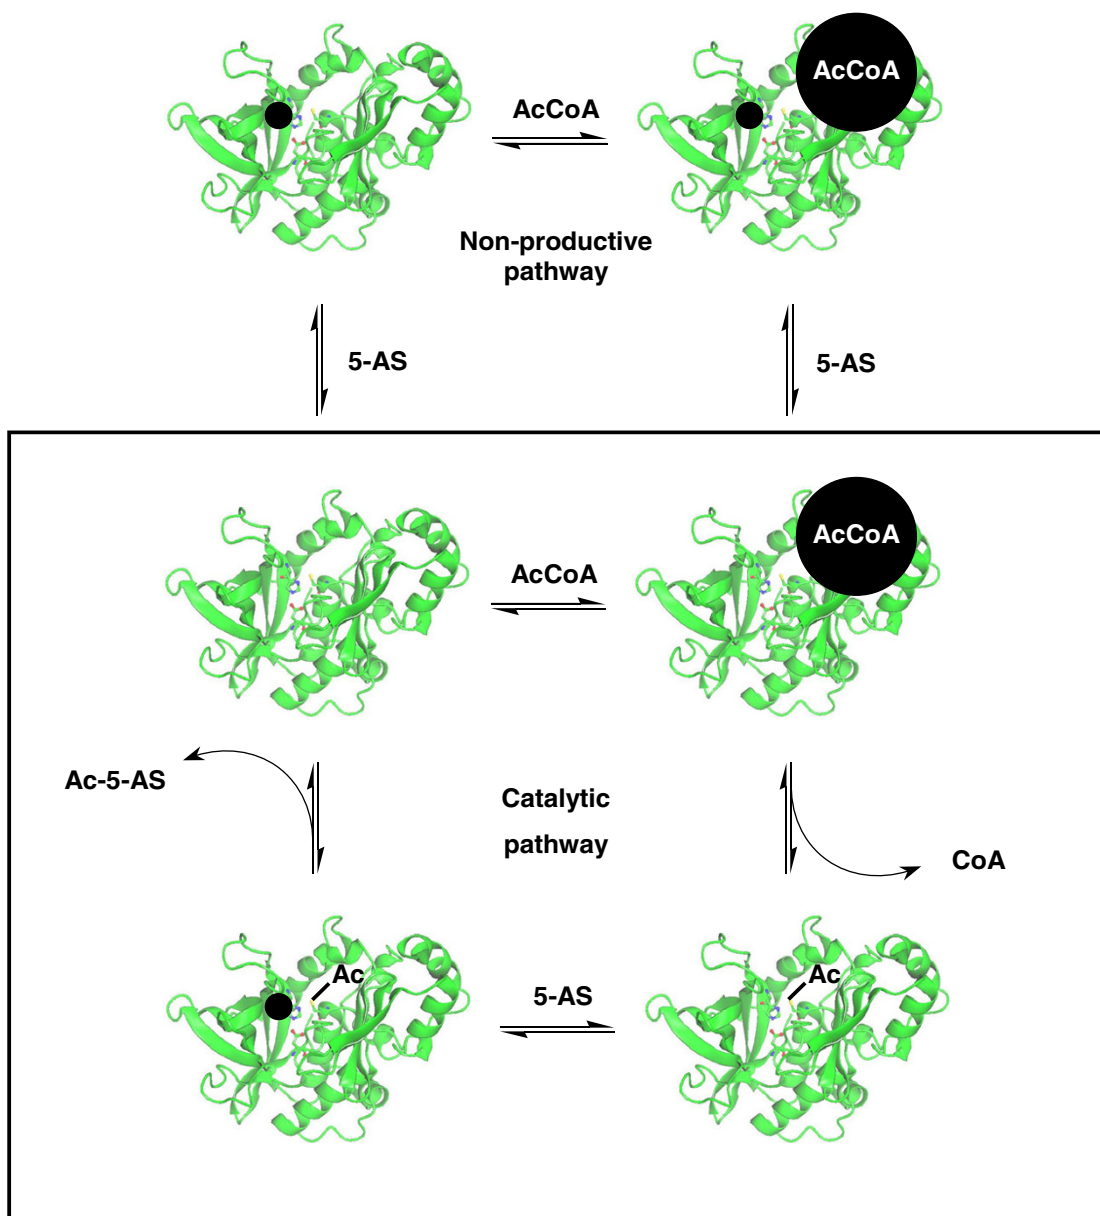 AcCoA
AcCoA
Non-productive
pathway
5-AS
5-AS
AcCoA
AcCoA
Ac-5-AS
Catalytic
pathway
CoA
Ac
5-AS
Ac